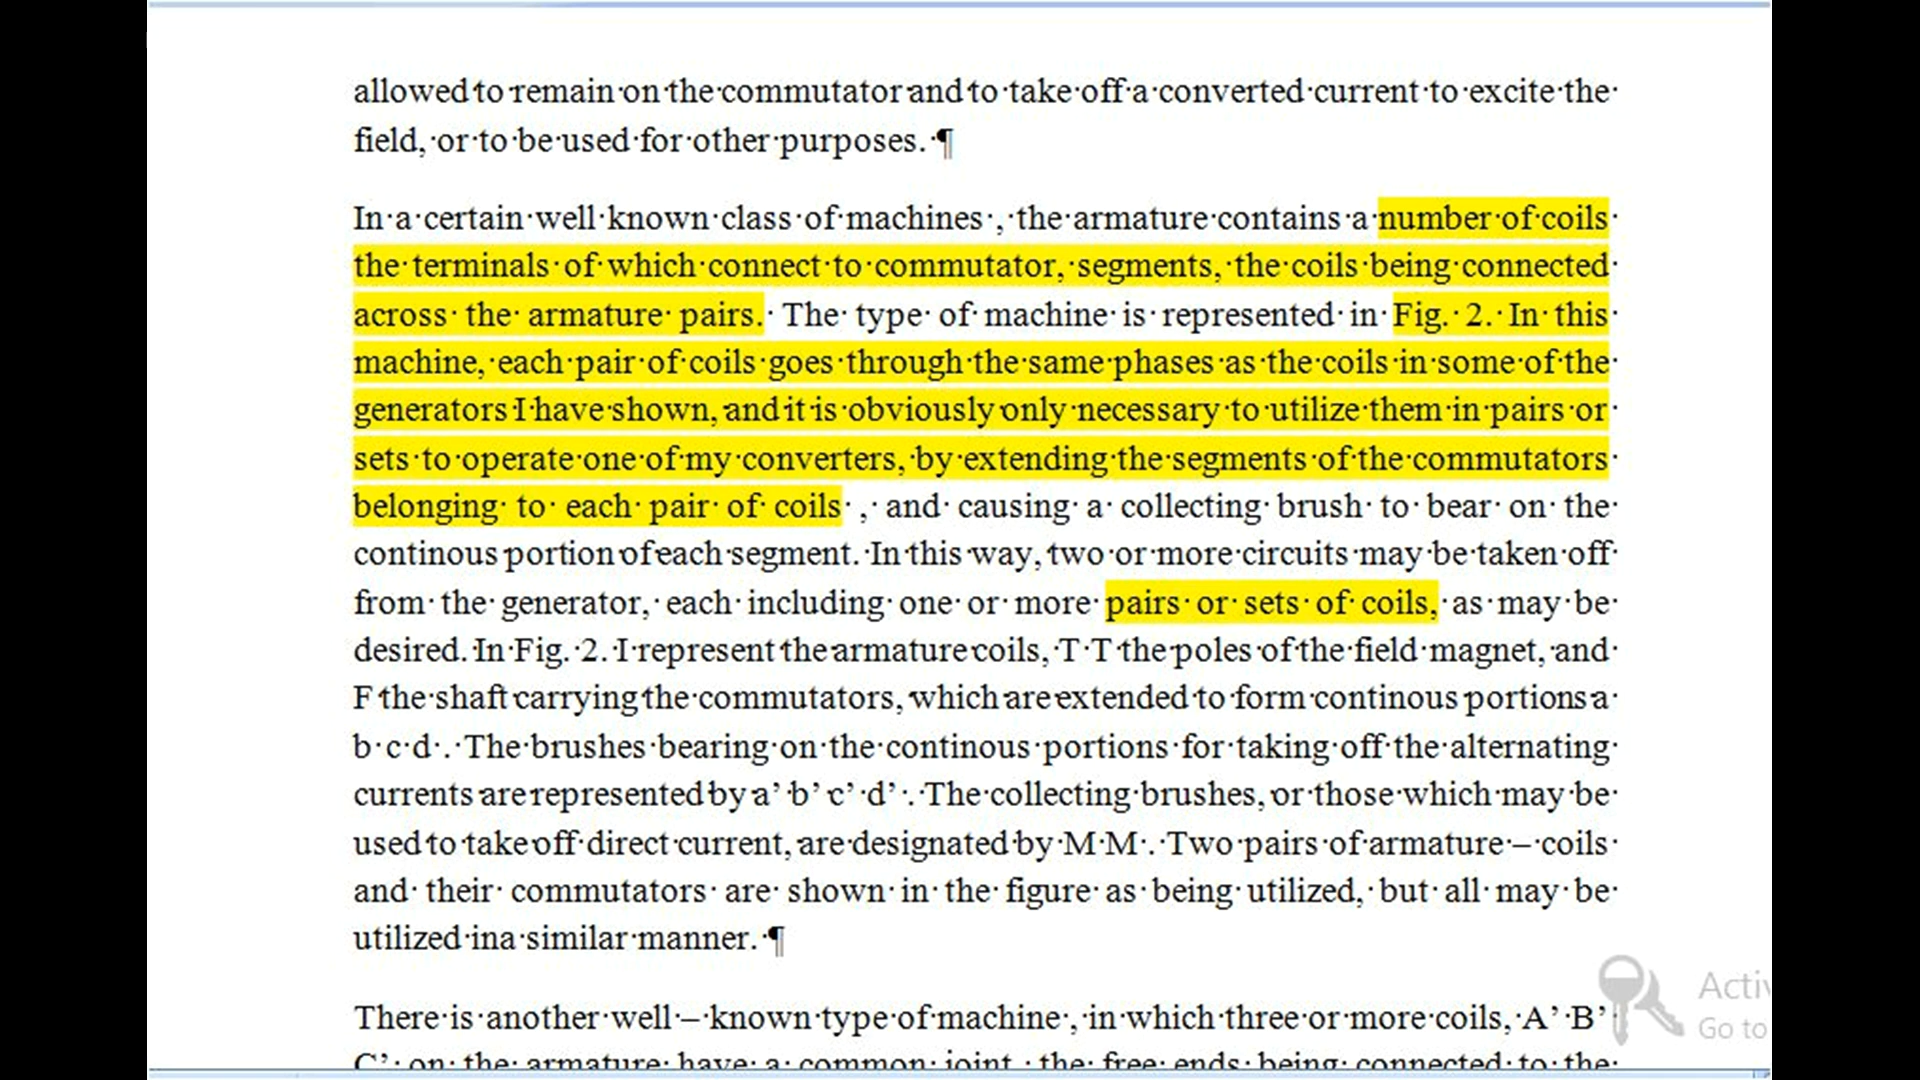 allowed to remain on the commutator and to take off a converted current to excite the
field, or to be used for other purposes. ¶
In a certain well known class of machines , the armature contains a number of coils
the terminals of which connect to commutator, segments, the coils being connected
across the armature pairs. The type of machine is represented in Fig. 2. In this
machine, each pair of coils goes through the same phases as the coils in some of the
generators I have shown, and it is obviously only necessary to utilize them in pairs or
sets to operate one of my converters, by extending the segments of the commutators
belonging to each pair of coils , and causing a collecting brush to bear on the
continous portion of each segment. In this way, two or more circuits may be taken off
from the generator, each including one or more pairs or sets of coils, as may be
desired. In Fig. 2. I represent the armature coils, T T the poles of the field magnet, and
F the shaft carrying the commutators, which are extended to form continous portions a
b c d . The brushes bearing on the continous portions for taking off the alternating
currents are represented by a’ b’ c’ d’ . The collecting brushes, or those which may be
used to take off direct current, are designated by M M . Two pairs of armature – coils
and their commutators are shown in the figure as being utilized, but all may be
utilized ina similar manner. ¶
There is another well – known type of machine , in which three or more coils, A’ B’
C’ on the armature have a common joint , the free ends being connected to the
Activ
Go to